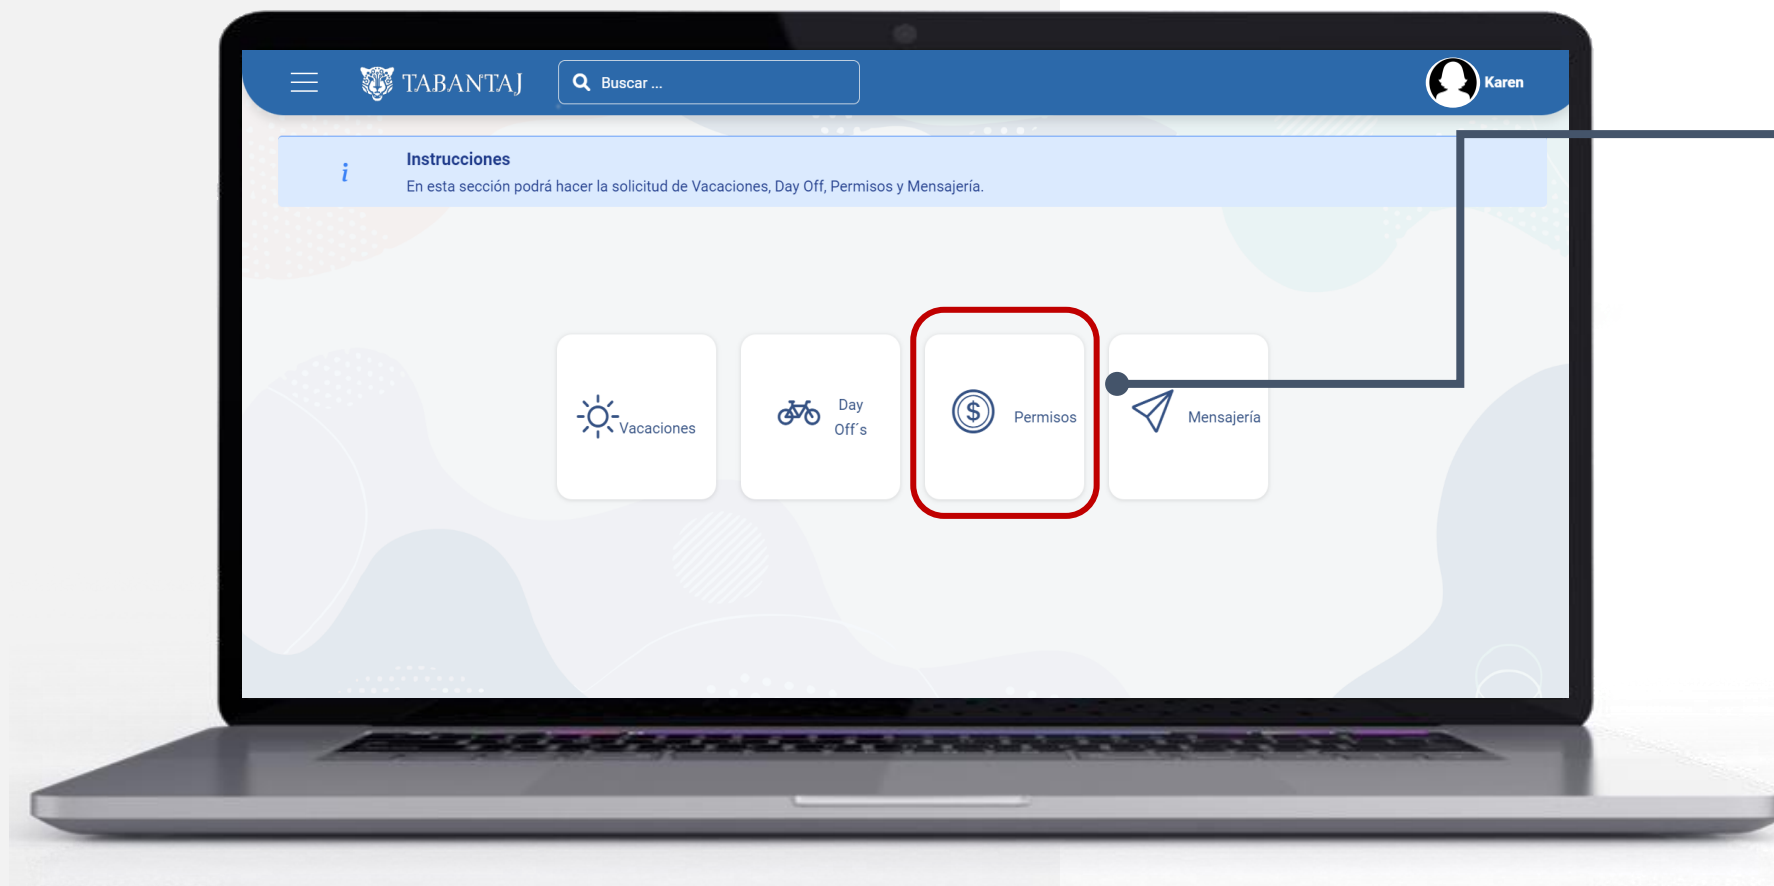 TABANTAJ
Buscar ...
Karen
i
Instrucciones
En esta sección podrá hacer la solicitud de Vacaciones, Day Off, Permisos y Mensajería.
Vacaciones
Day
Off´s
$
Permisos
Mensajería